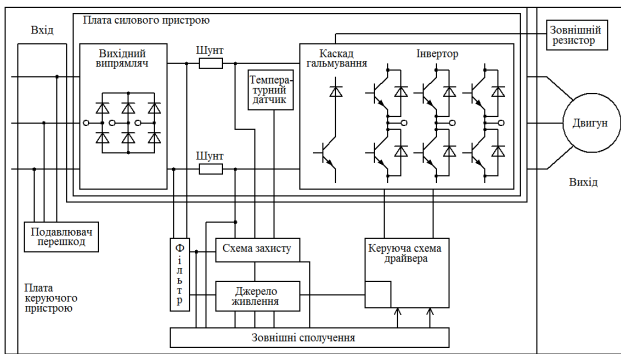 Плата силового пристрою
Вхід
Зовнішній
резистор
Вихідний
випрямляч
Шунт
Каскад
гальмування
Інвертор
Темпера-
турний
датчик
Двигун
Шунт
Вихід
Подавлювач
перешкод
Фільтр
Схема захисту
Керуюча схема
драйвера
Плата
керуючого
пристрою
Джерело
живлення
Зовнішні сполучення